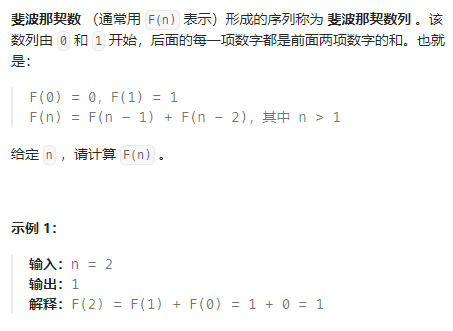 斐波那契数 （通常用 F(n) 表示）形成的序列称为 斐波那契数列 。该
数列由 0 和 1 开始，后面的每一项数字都是前面两项数字的和。也就
是：
F(0) = 0，F(1) = 1
F(n) = F(n - 1) + F(n - 2)，其中 n > 1
给定 n ，请计算 F(n) 。
示例 1：
输入：n = 2
输出：1
解释：F(2) = F(1) + F(0) = 1 + 0 = 1